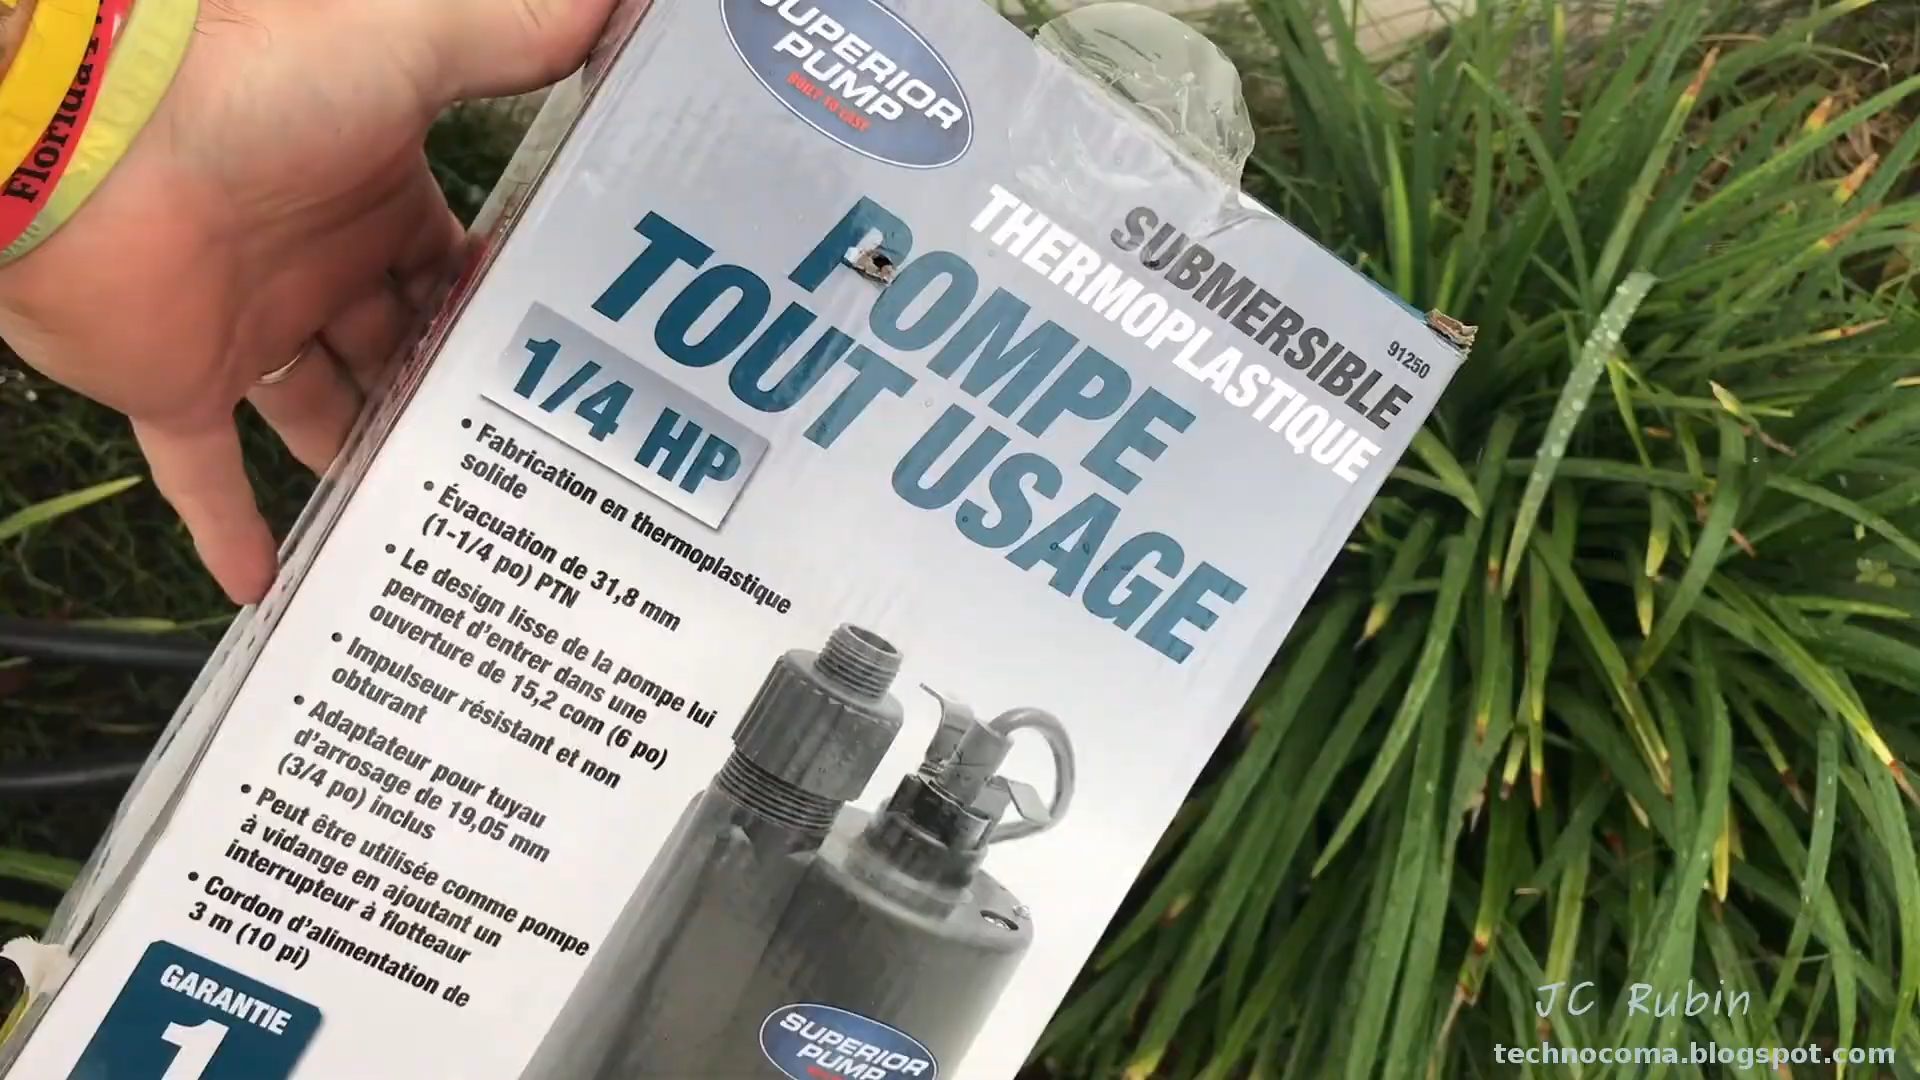 Florida
SUPERIOR
PUMP
BUILT TO LAST
SUBMERSIBLE
THERMOPLASTIQUE
91250
POMPE
TOUT USAGE
1/4 HP
• Fabrication en thermoplastique
solide
• Évacuation de 31,8 mm
(1-1/4 po) PTN
• Le design lisse de la pompe lui
permet d'entrer dans une
ouverture de 15,2 com (6 po)
• Impulseur résistant et non
obturant
• Adaptateur pour tuyau
d'arrosage de 19,05 mm
(3/4 po) inclus
• Peut être utilisée comme pompe
à vidange en ajoutant un
interrupteur à flotteaur
• Cordon d'alimentation de
3 m (10 pi)
GARANTIE
1
SUPERIOR
PUMP
JC Rubin
technocoma.blogspot.com